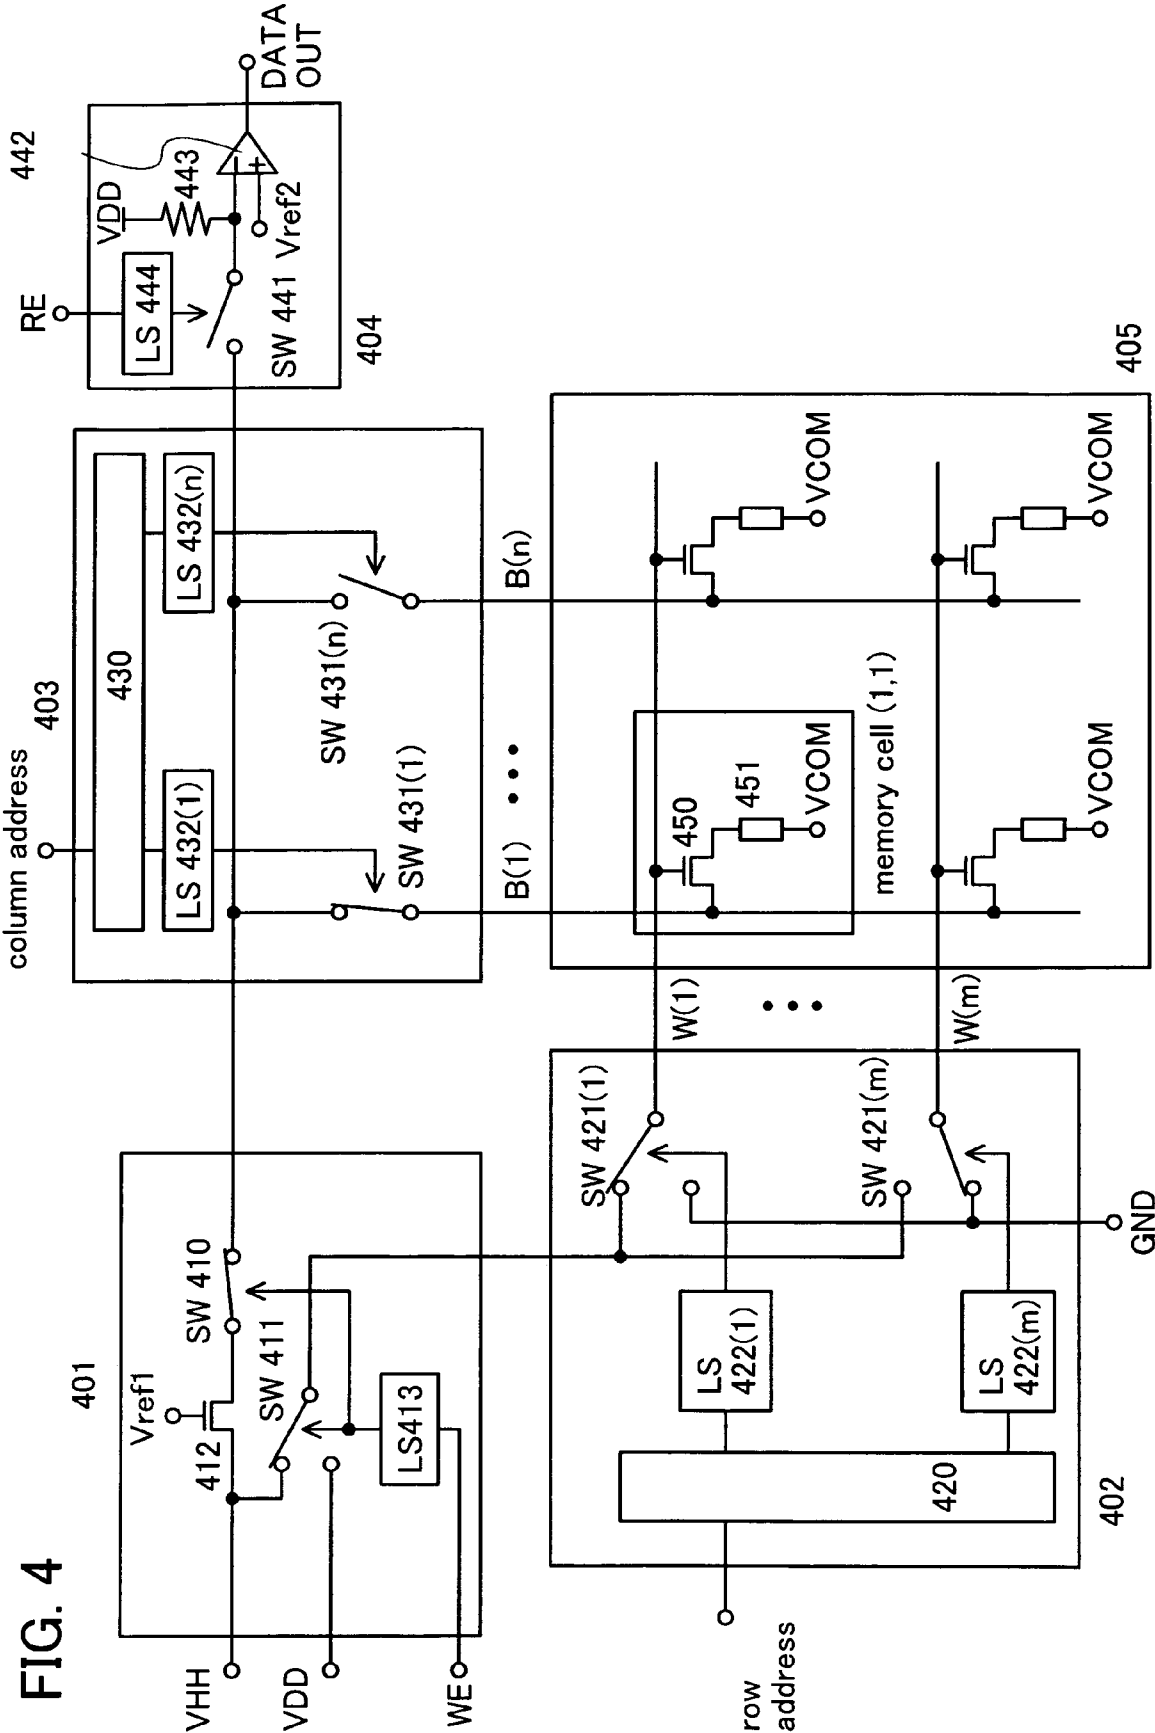 FIG. 4
VHH
VDD
WE
401
Vref1
412
SW 410
SW 411
LS413
column address
403
430
LS 432(1)
LS 432(n)
SW 431(1)
SW 431(n)
B(1)
B(n)
RE
LS 444
SW 441
404
VDD
443
442
Vref2
DATA
OUT
row
address
402
420
LS
422(1)
LS
422(m)
SW 421(1)
SW 421(m)
GND
W(1)
W(m)
405
450
451
VCOM
memory cell (1,1)
VCOM
VCOM
VCOM